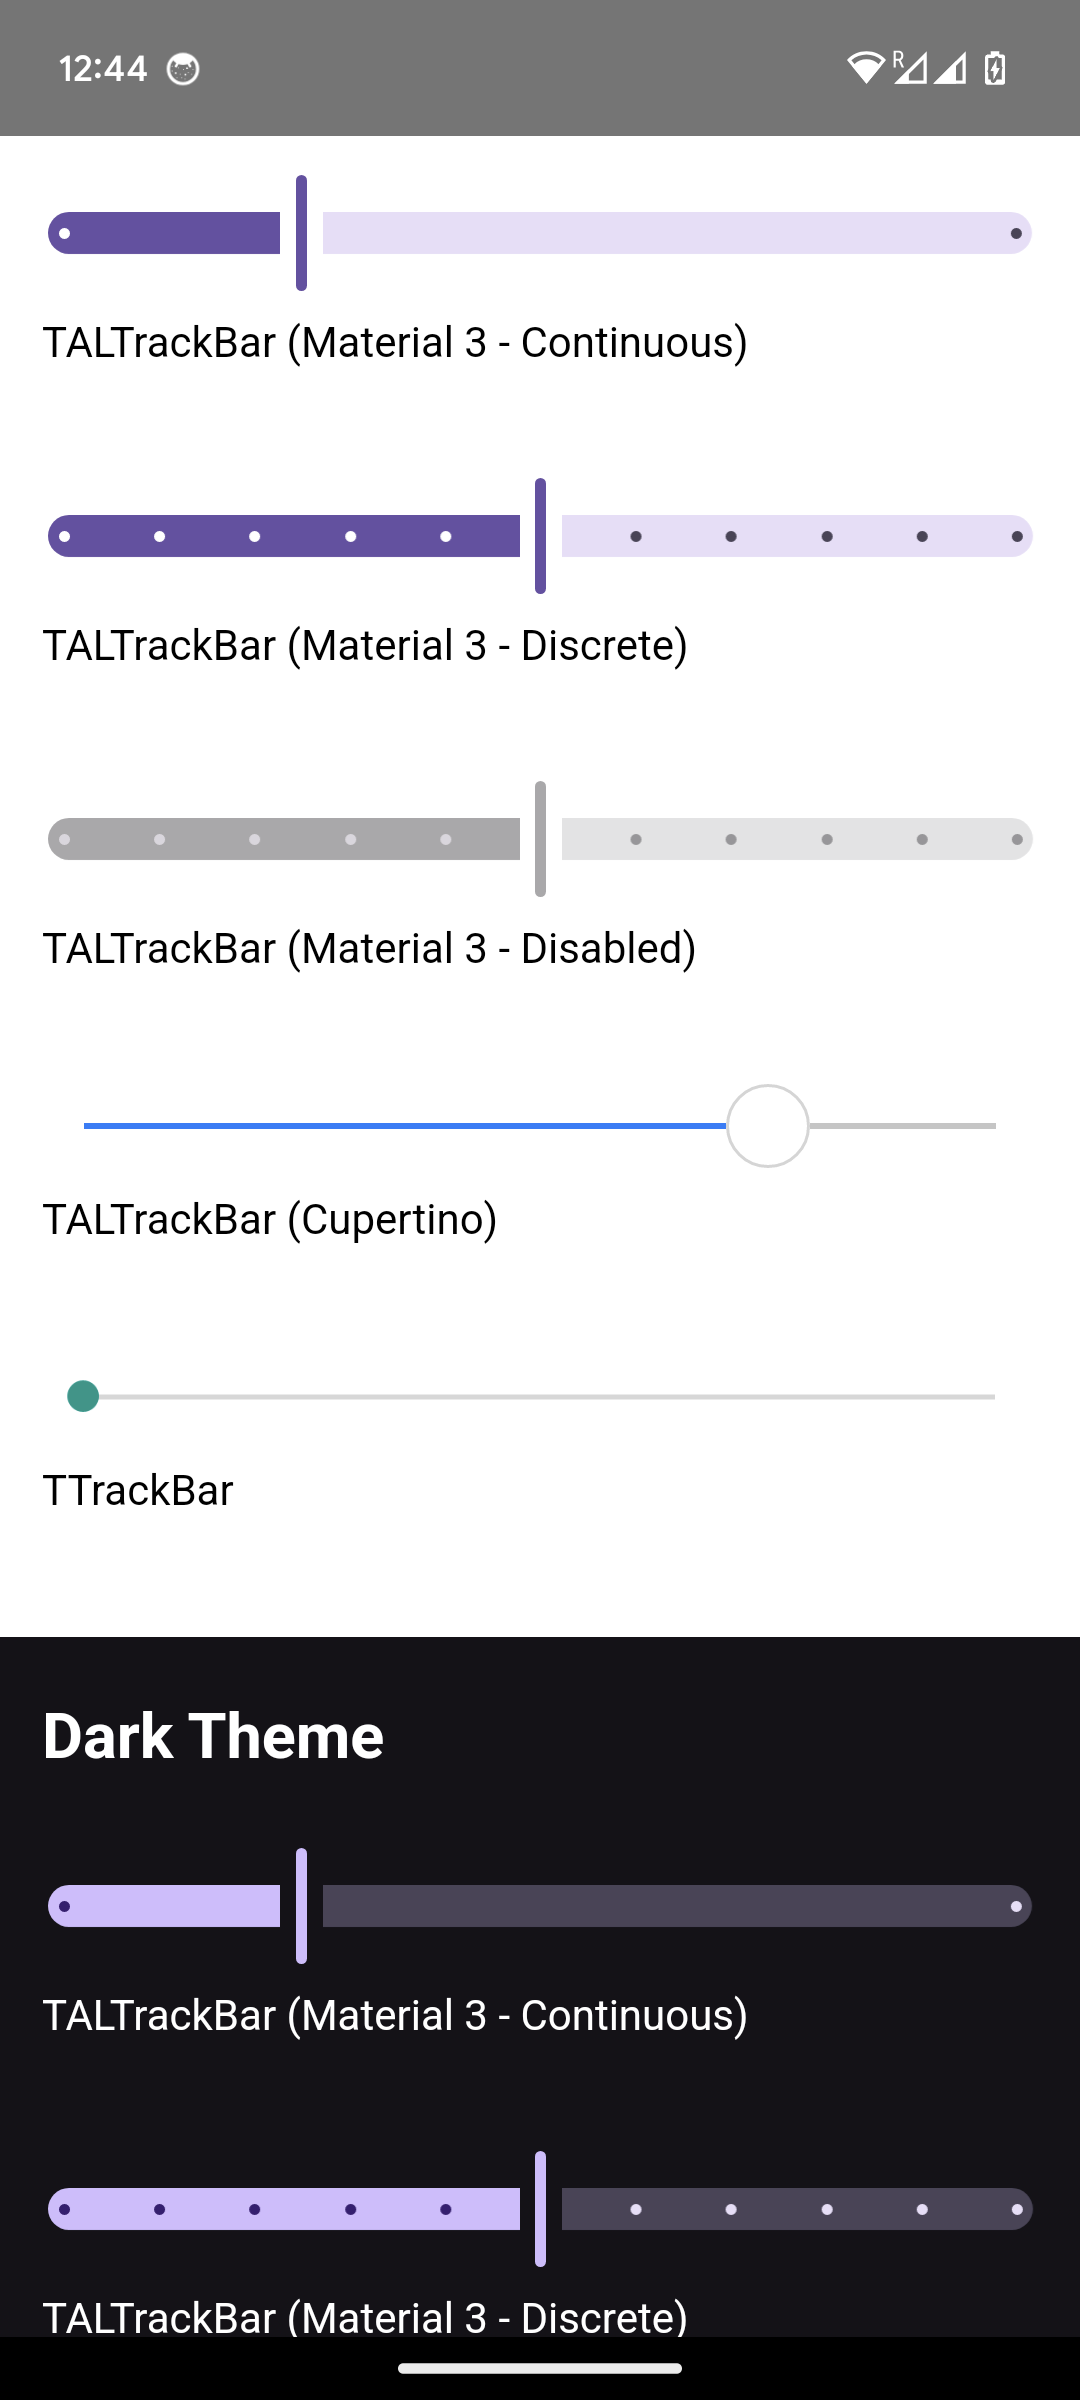 12:44
R
TALTrackBar (Material 3 - Continuous)
TALTrackBar (Material 3 - Discrete)
TALTrackBar (Material 3 - Disabled)
TALTrackBar (Cupertino)
TTrackBar
Dark Theme
TALTrackBar (Material 3 - Continuous)
TALTrackBar (Material 3 - Discrete)